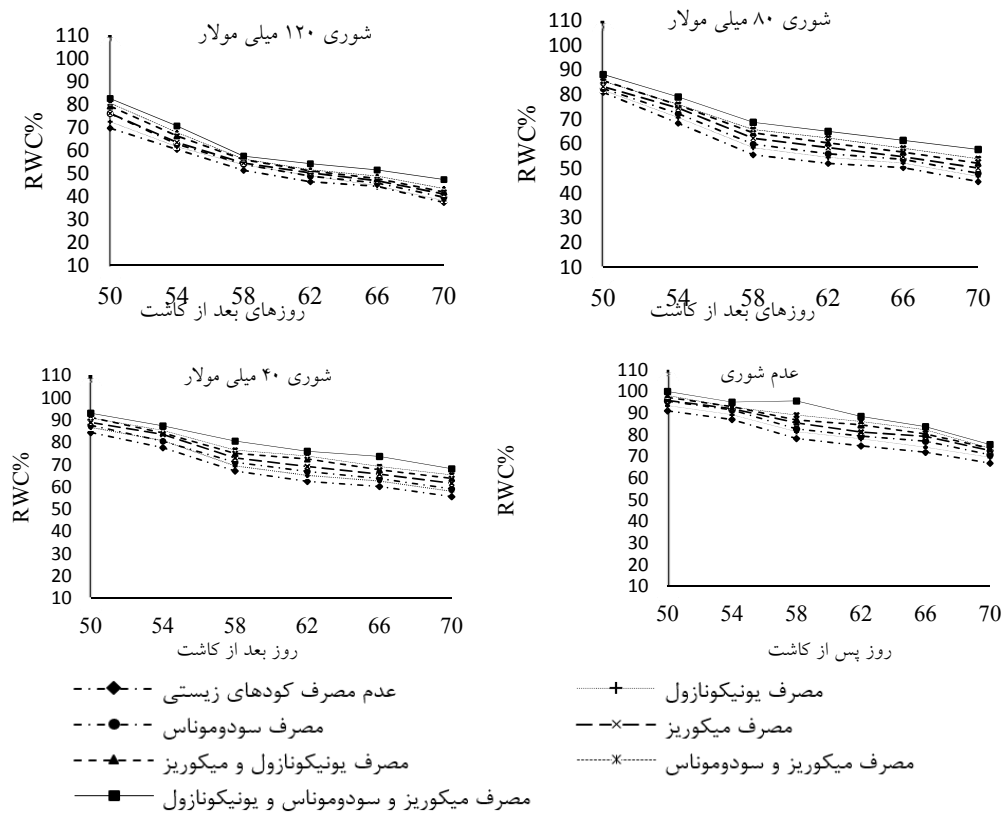 شوری ۱۲۰ میلی مولار
RWC%
110
100
90
80
70
60
50
40
30
20
10
50 54 58 62 66 70
روزهای بعد از کاشت
شوری ۸۰ میلی مولار
RWC%
110
100
90
80
70
60
50
40
30
20
10
50 54 58 62 66 70
روزهای بعد از کاشت
شوری ۴۰ میلی مولار
RWC%
110
100
90
80
70
60
50
40
30
20
10
50 54 58 62 66 70
روز بعد از کاشت
عدم شوری
RWC%
110
100
90
80
70
60
50
40
30
20
10
50 54 58 62 66 70
روز پس از کاشت
عدم مصرف کودهای زیستی
مصرف یونیکونازول
مصرف سودوموناس
مصرف میکوریز
مصرف یونیکونازول و میکوریز
مصرف میکوریز و سودوموناس
مصرف میکوریز و سودوموناس و یونیکونازول